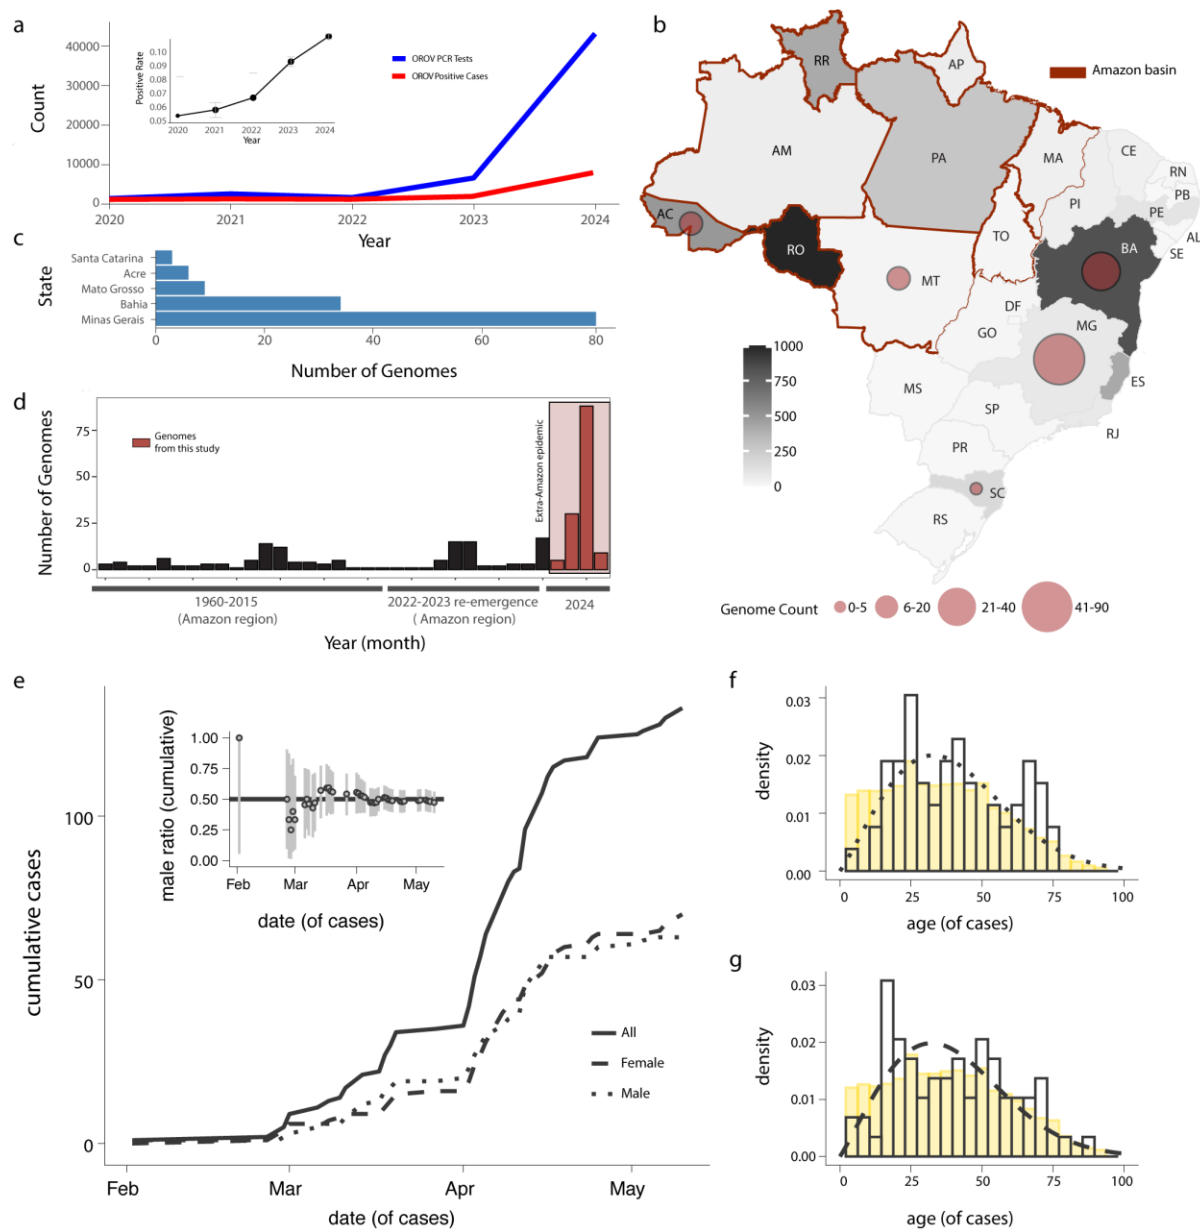 a
Count
40000
30000
20000
10000
0
2020
2021
2022
2023
2024
Year
Positive Rate
0.10
0.09
0.08
0.07
0.06
0.05
2020
2021
2022
2023
2024
Year
OROV PCR Tests
OROV Positive Cases
b
Amazon basin
RR
AP
AM
PA
MA
CE
RN
PB
PI
PE
AL
SE
AC
RO
TO
BA
MT
DF
GO
MG
ES
MS
SP
RJ
PR
SC
RS
1000
750
500
250
0
Genome Count
0-5
6-20
21-40
41-90
c
State
Santa Catarina
Acre
Mato Grosso
Bahia
Minas Gerais
0
20
40
60
80
Number of Genomes
d
Number of Genomes
75
50
25
0
Genomes
from this study
Extra-Amazon epidemic
1960-2015
(Amazon region)
2022-2023 re-emergence
( Amazon region)
2024
Year (month)
e
cumulative cases
100
50
0
Feb
Mar
Apr
May
date (of cases)
male ratio (cumulative)
1.00
0.75
0.50
0.25
0.00
Feb
Mar
Apr
May
date (of cases)
All
Female
Male
f
density
0.03
0.02
0.01
0.00
0
25
50
75
100
age (of cases)
g
density
0.03
0.02
0.01
0.00
0
25
50
75
100
age (of cases)